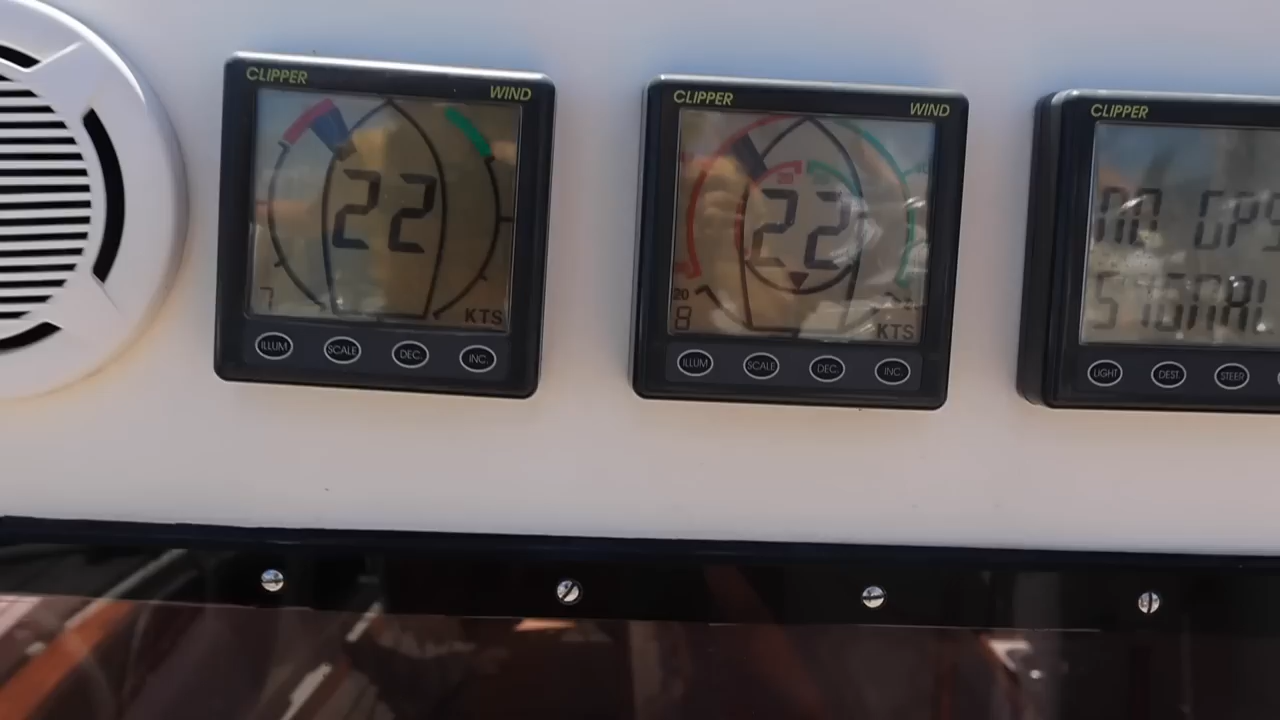 CLIPPER WIND
22
7 KTS
ILLUM SCALE DEC. INC.
CLIPPER WIND
22
20
8 KTS
ILLUM SCALE DEC. INC.
CLIPPER
NO GPS
SIGNAL
LIGHT DEST. STEER